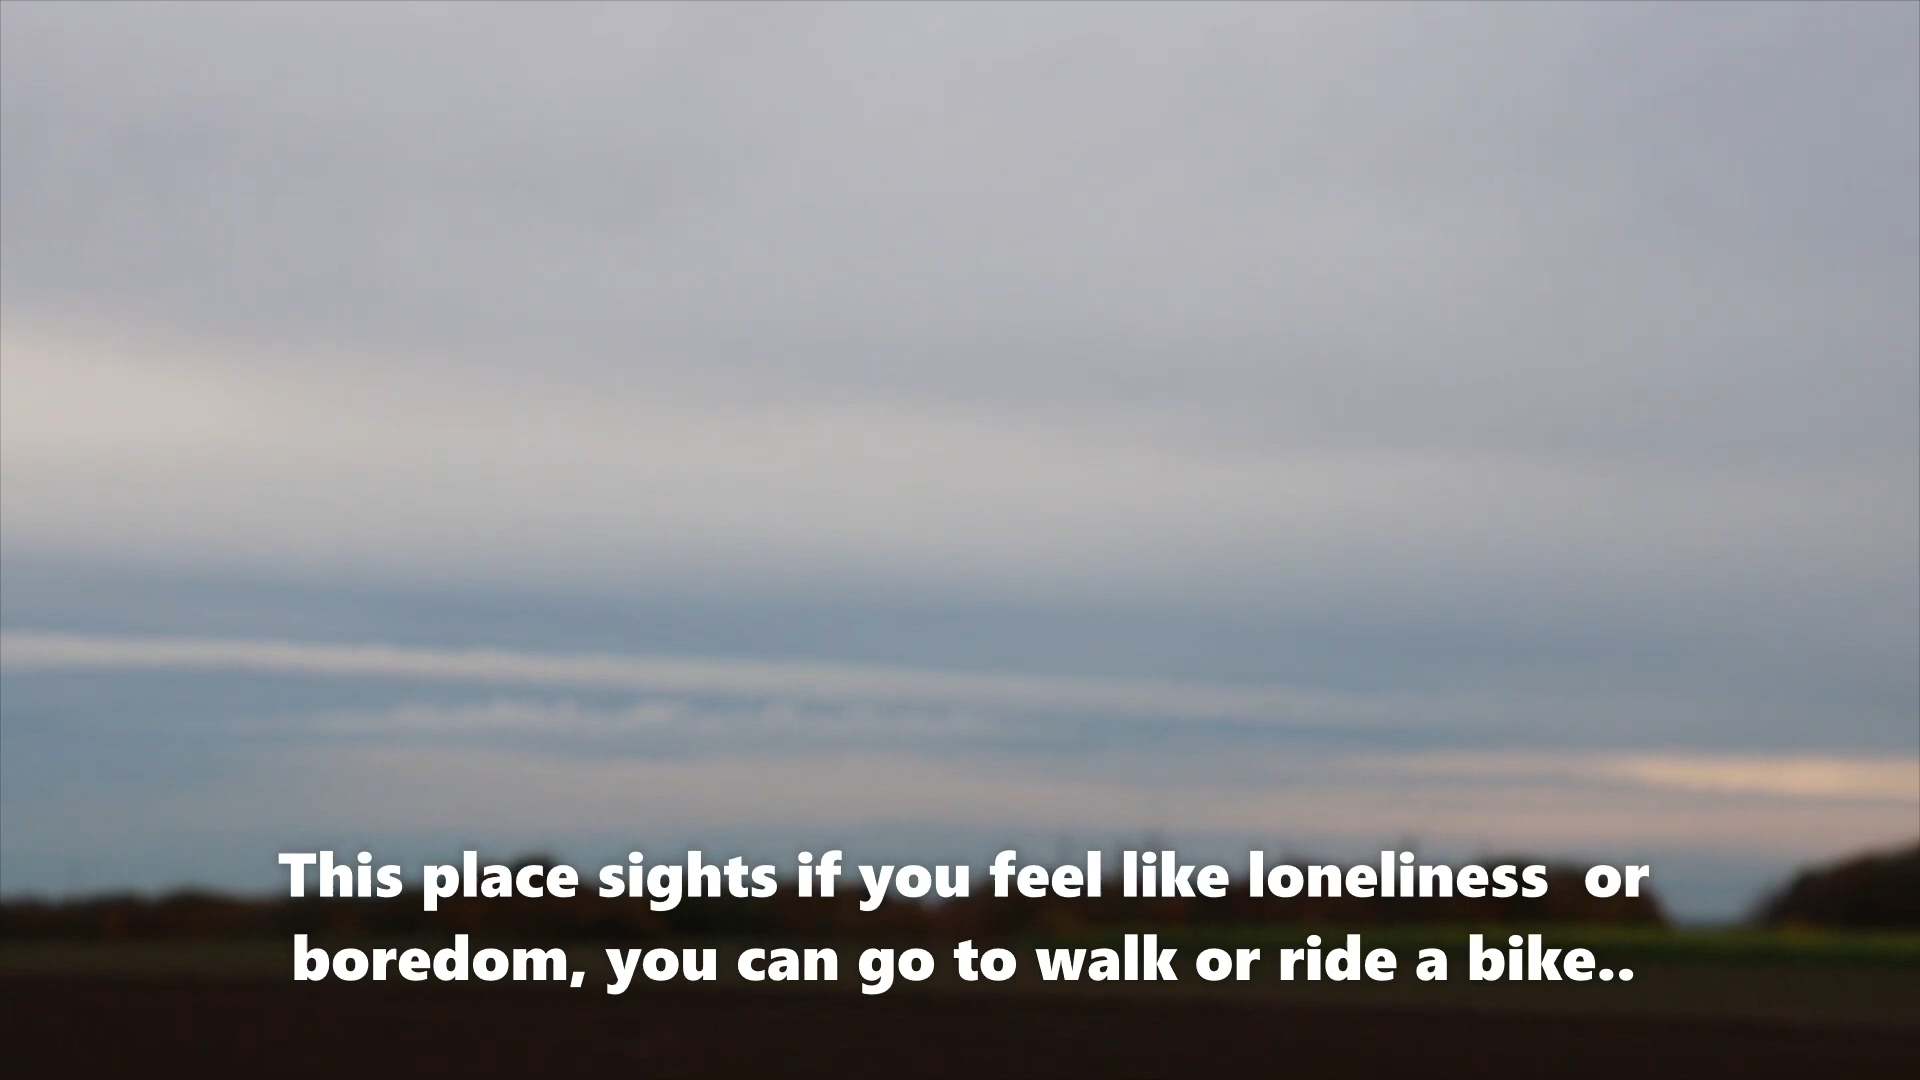 This place sights if you feel like loneliness  or
boredom, you can go to walk or ride a bike..